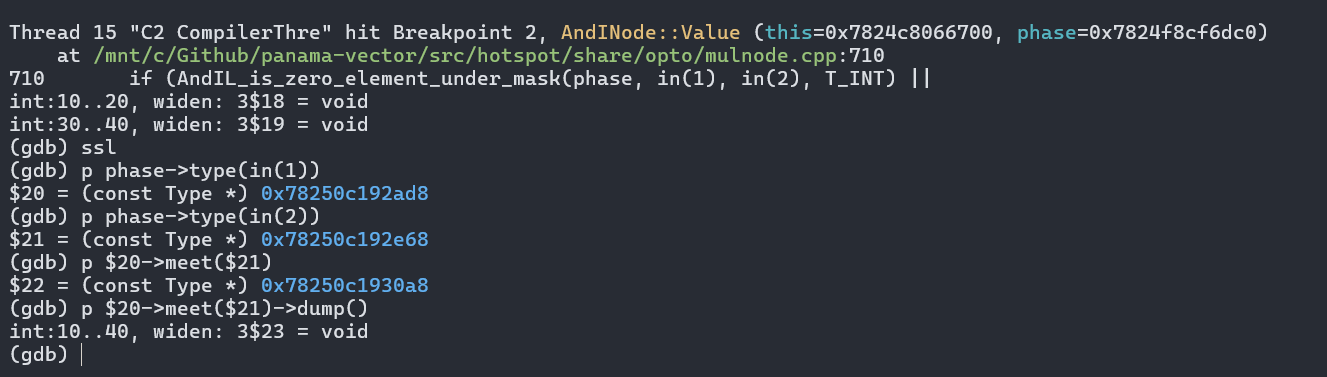 Thread 15 "C2 CompilerThre" hit Breakpoint 2, AndINode::Value (this=0x7824c8066700, phase=0x7824f8cf6dc0)
    at /mnt/c/Github/panama-vector/src/hotspot/share/opto/mulnode.cpp:710
710       if (AndIL_is_zero_element_under_mask(phase, in(1), in(2), T_INT) ||
int:10..20, widen: 3$18 = void
int:30..40, widen: 3$19 = void
(gdb) ssl
(gdb) p phase->type(in(1))
$20 = (const Type *) 0x78250c192ad8
(gdb) p phase->type(in(2))
$21 = (const Type *) 0x78250c192e68
(gdb) p $20->meet($21)
$22 = (const Type *) 0x78250c1930a8
(gdb) p $20->meet($21)->dump()
int:10..40, widen: 3$23 = void
(gdb)